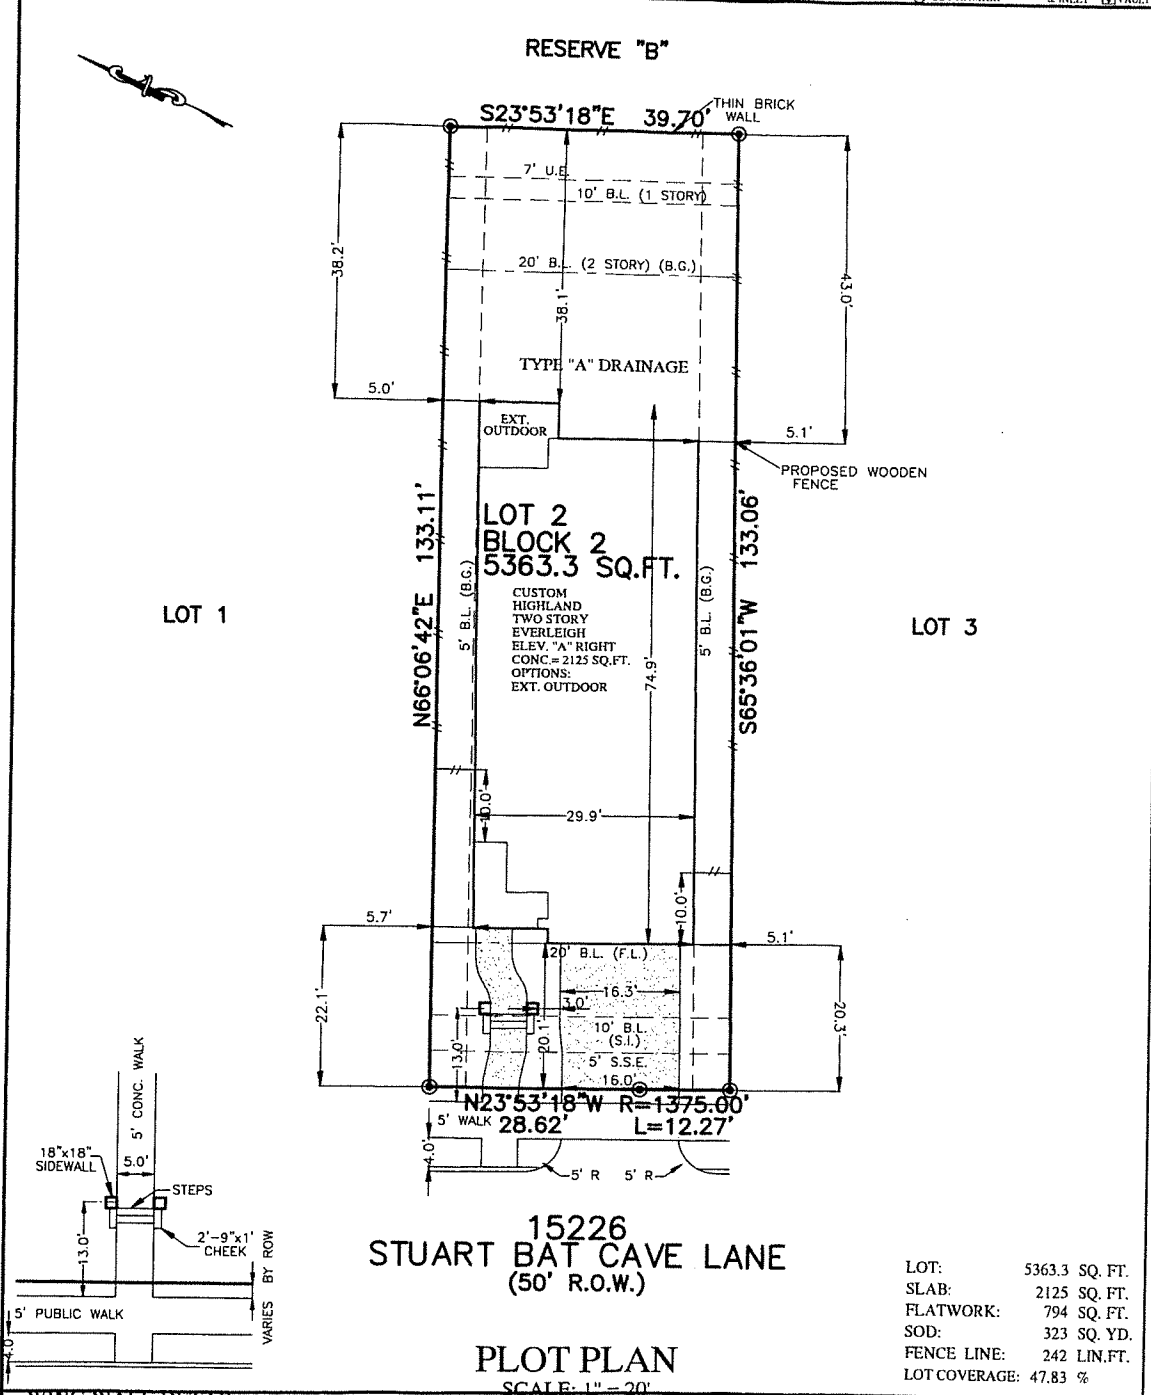 RESERVE "B"
S23°53'18"E 39.70'
THIN BRICK
WALL
7' U.E.
10' B.L. (1 STORY)
20' B.L. (2 STORY) (B.G.)
38.2'
38.1'
43.0'
TYPE "A" DRAINAGE
5.0'
EXT.
OUTDOOR
5.1'
PROPOSED WOODEN
FENCE
LOT 2
BLOCK 2
5363.3 SQ.FT.
N66°06'42"E 133.11'
S65°36'01"W 133.06'
5' B.L. (B.G.)
5' B.L. (B.G.)
CUSTOM
HIGHLAND
TWO STORY
EVERLEIGH
ELEV. "A" RIGHT
CONC.= 2125 SQ.FT.
OPTIONS:
EXT. OUTDOOR
LOT 1
LOT 3
74.9'
10.0'
29.9'
10.0'
5.7'
5.1'
20' B.L. (F.L.)
22.1'
16.3'
3.0'
20.3'
10' B.L.
(S.I.)
20.1'
13.0'
5' S.S.E.
16.0'
N23°53'18"W R=1375.00'
28.62' L=12.27'
5' WALK
4.0'
5' R 5' R
5' CONC. WALK
18"x18"
SIDEWALL
5.0'
STEPS
13.0'
2'-9"x1'
CHEEK
VARIES BY ROW
5' PUBLIC WALK
4.0'
15226
STUART BAT CAVE LANE
(50' R.O.W.)
PLOT PLAN
SCALE: 1" = 20'
LOT: 5363.3 SQ. FT.
SLAB: 2125 SQ. FT.
FLATWORK: 794 SQ. FT.
SOD: 323 SQ. YD.
FENCE LINE: 242 LIN.FT.
LOT COVERAGE: 47.83 %